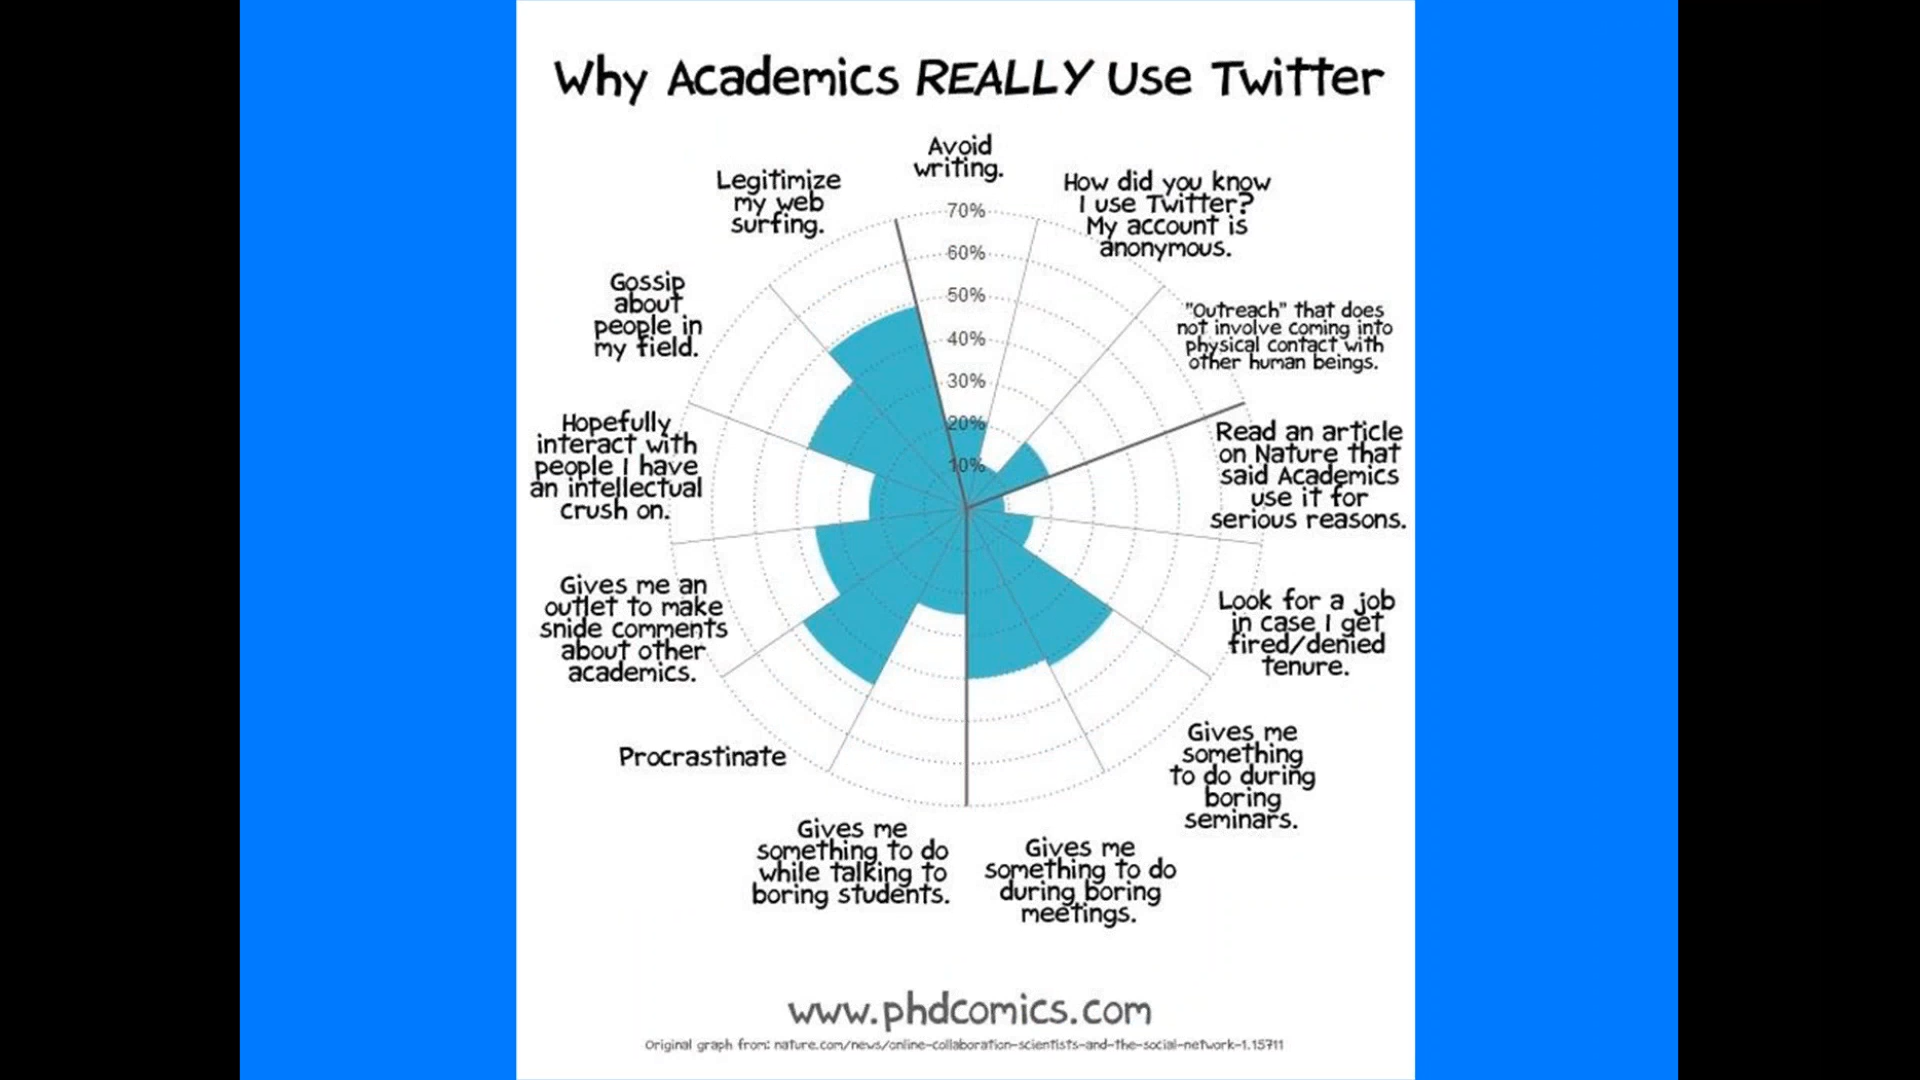 Why Academics REALLY Use Twitter
Avoid
writing.
How did you know
I use Twitter?
My account is
anonymous.
"Outreach" that does
not involve coming into
physical contact with
other human beings.
Read an article
on Nature that
said Academics
use it for
serious reasons.
Look for a job
in case I get
fired/denied
tenure.
Gives me
something
to do during
boring
seminars.
Gives me
something to do
during boring
meetings.
Gives me
something to do
while talking to
boring students.
Procrastinate
Gives me an
outlet to make
snide comments
about other
academics.
Hopefully
interact with
people I have
an intellectual
crush on.
Gossip
about
people in
my field.
Legitimize
my web
surfing.
70%
60%
50%
40%
30%
20%
10%
www.phdcomics.com
Original graph from: nature.com/news/online-collaboration-scientists-and-the-social-network-1.15711